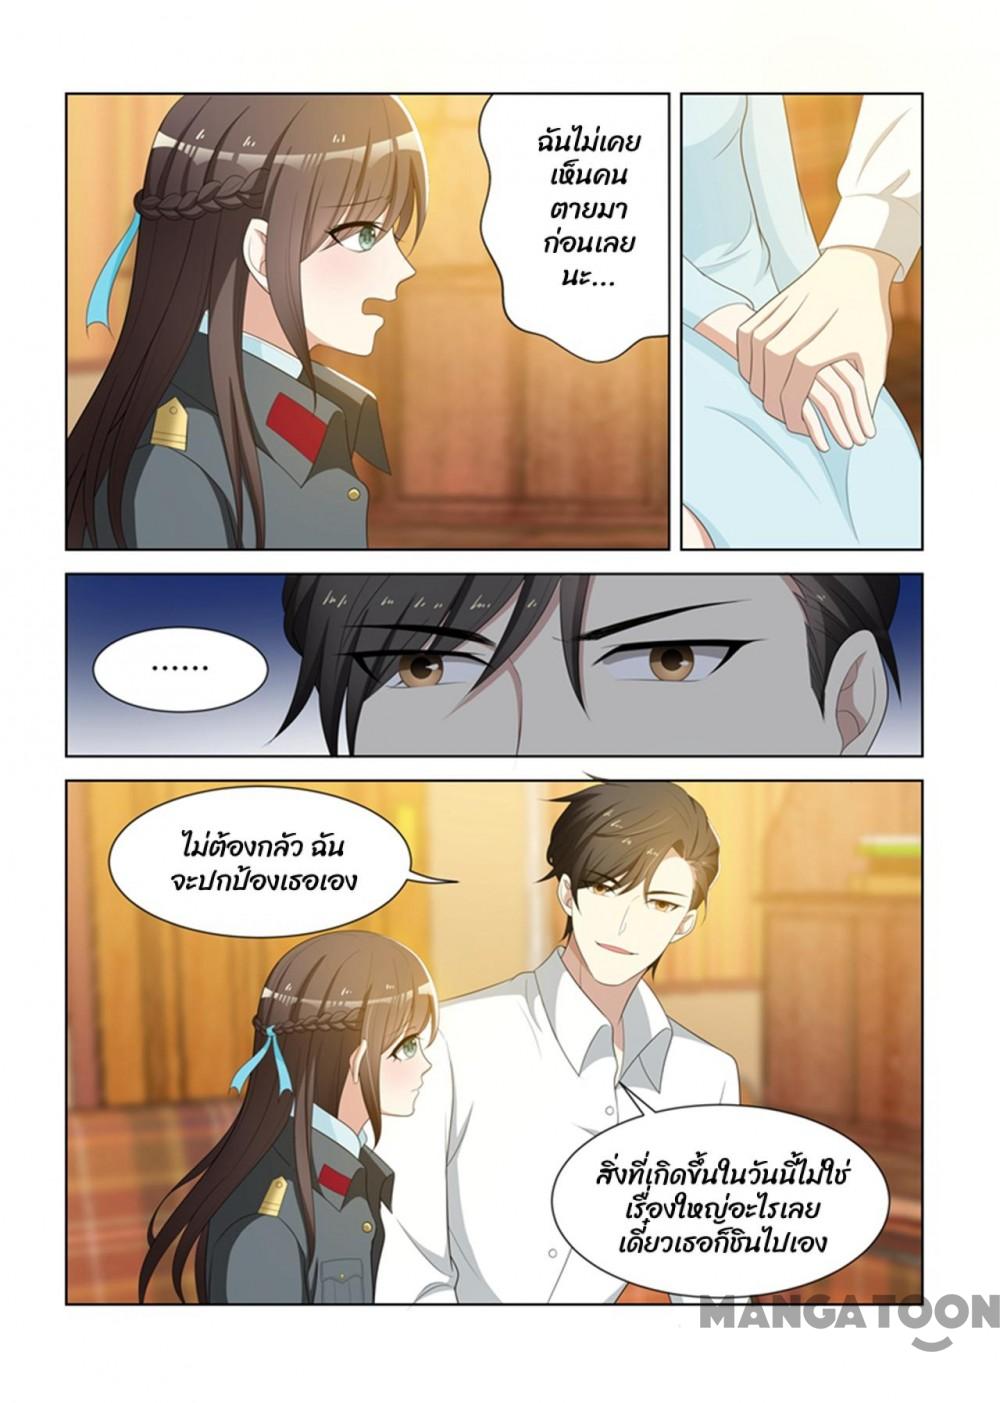 ฉันไม่เคย
เห็นคน
ตายมา
ก่อนเลย
นะ...
......
ไม่ต้องกลัว ฉัน
จะปกป้องเธอเอง
สิ่งที่เกิดขึ้นในวันนี้ไม่ใช่
เรื่องใหญ่อะไรเลย
เดี๋ยวเธอก็ชินไปเอง
MANGATOON